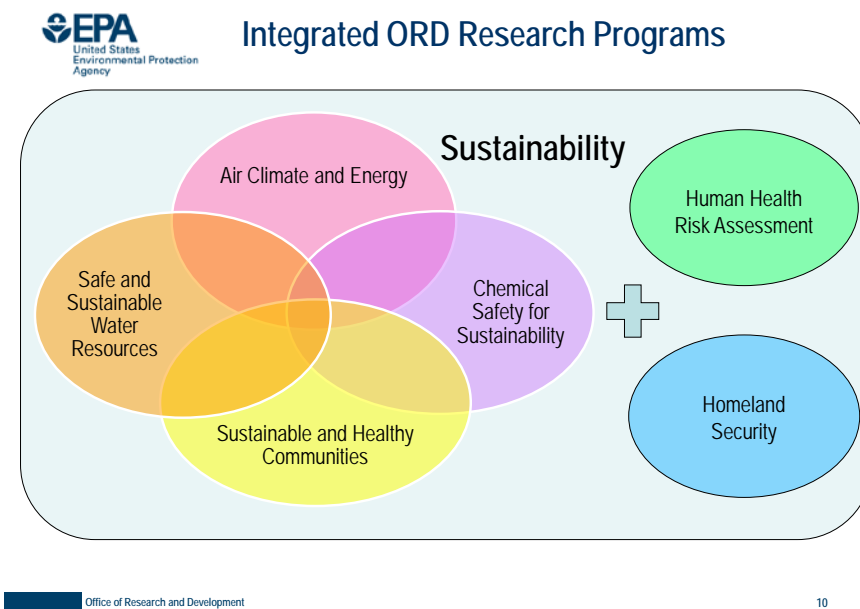 EPA
United States
Environmental Protection
Agency
Integrated ORD Research Programs
Sustainability
Air Climate and Energy
Human Health
Risk Assessment
Safe and
Sustainable
Water
Resources
Chemical
Safety for
Sustainability
Homeland
Security
Sustainable and Healthy
Communities
Office of Research and Development
10